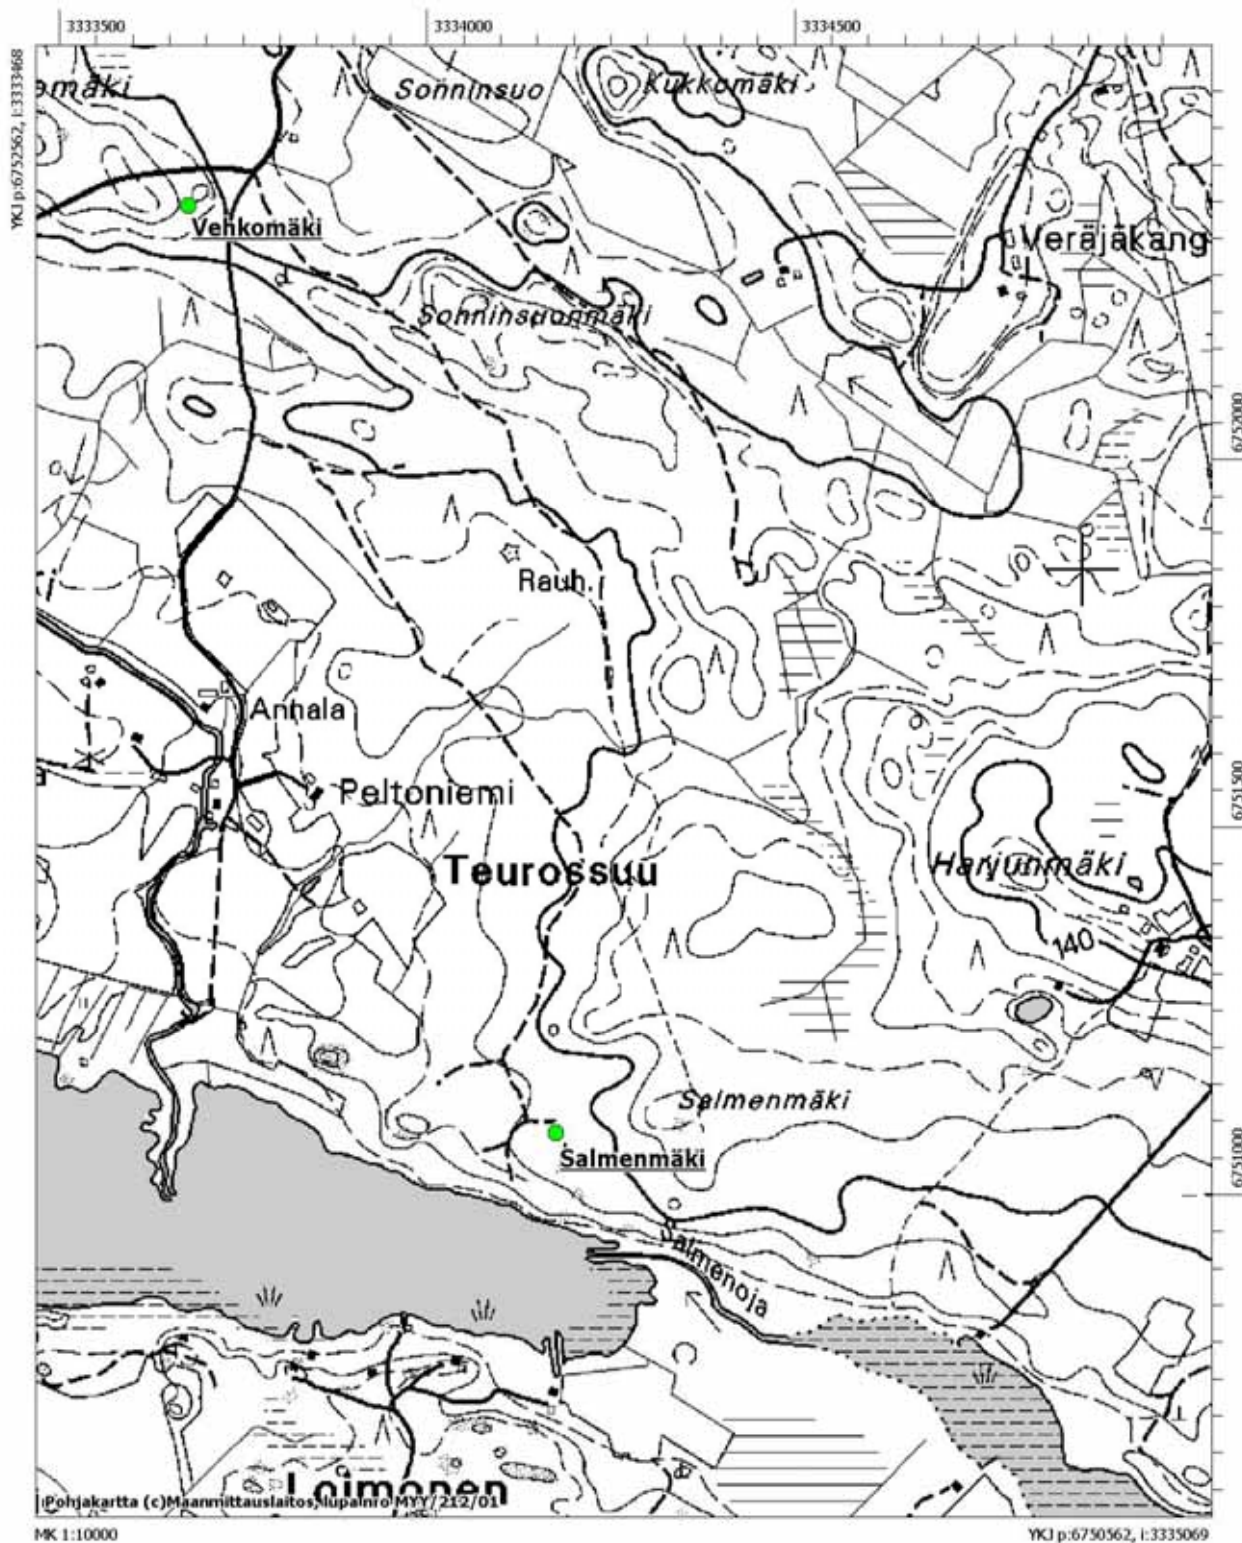 3333500
3334000
3334500
YKJ p:6752562, i:3333468
omäki
Sonninsuo
Kukkomäki
Vehkomäki
Veräjäkang
Sonninsuonmäki
6752000
Rauh.
Annala
Peltoniemi
6751500
Teurossuu
Harjunmäki
140
Salmenmäki
Salmenmäki
6751000
Salmenoja
Loimonen
Pohjakartta (c)Maanmittauslaitos, lupanro MYY/212/01
MK 1:10000
YKJ p:6750562, i:3335069